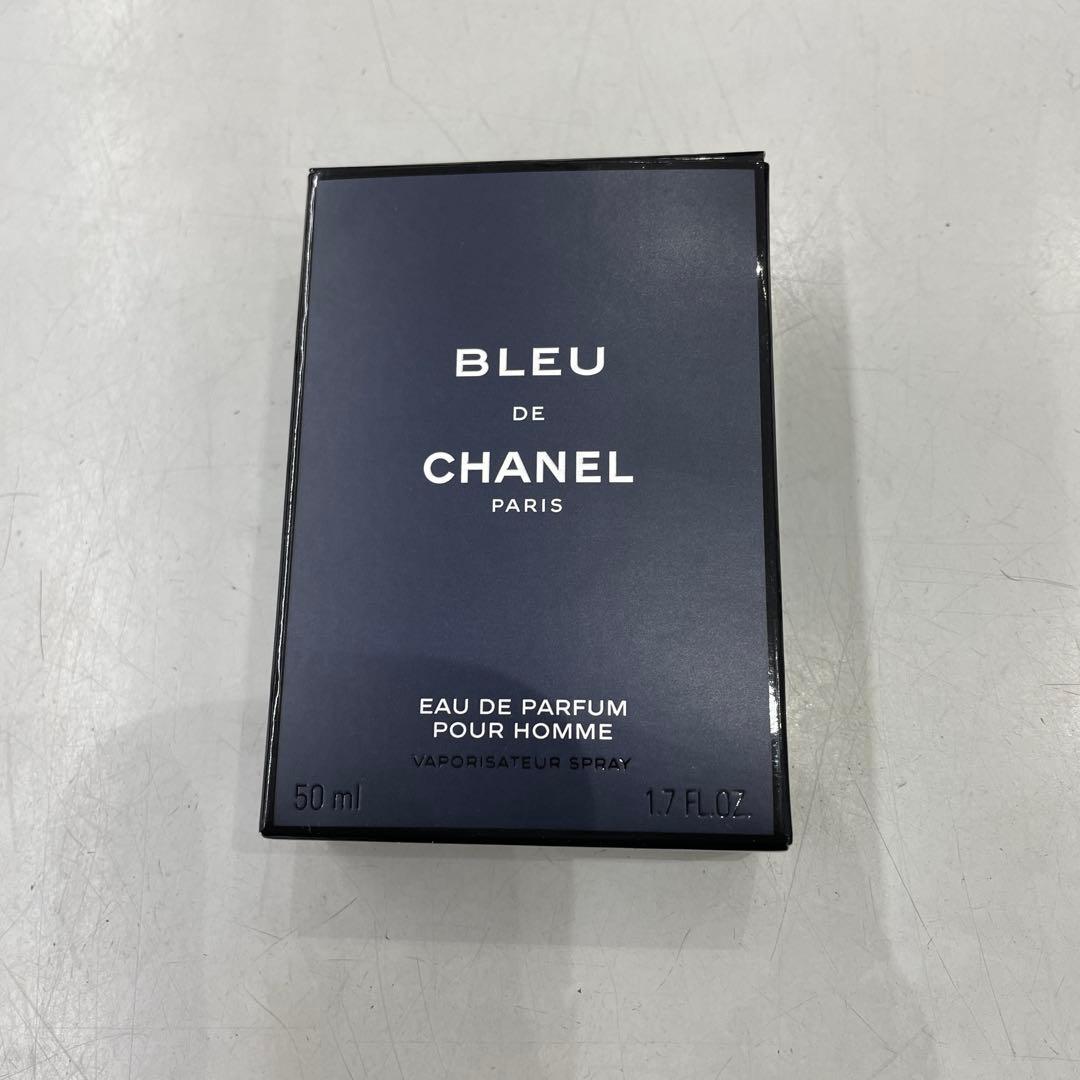 BLEU
DE
CHANEL
PARIS
EAU DE PARFUM
POUR HOMME
VAPORISATEUR SPRAY
50 ml 1.7 FL.OZ.